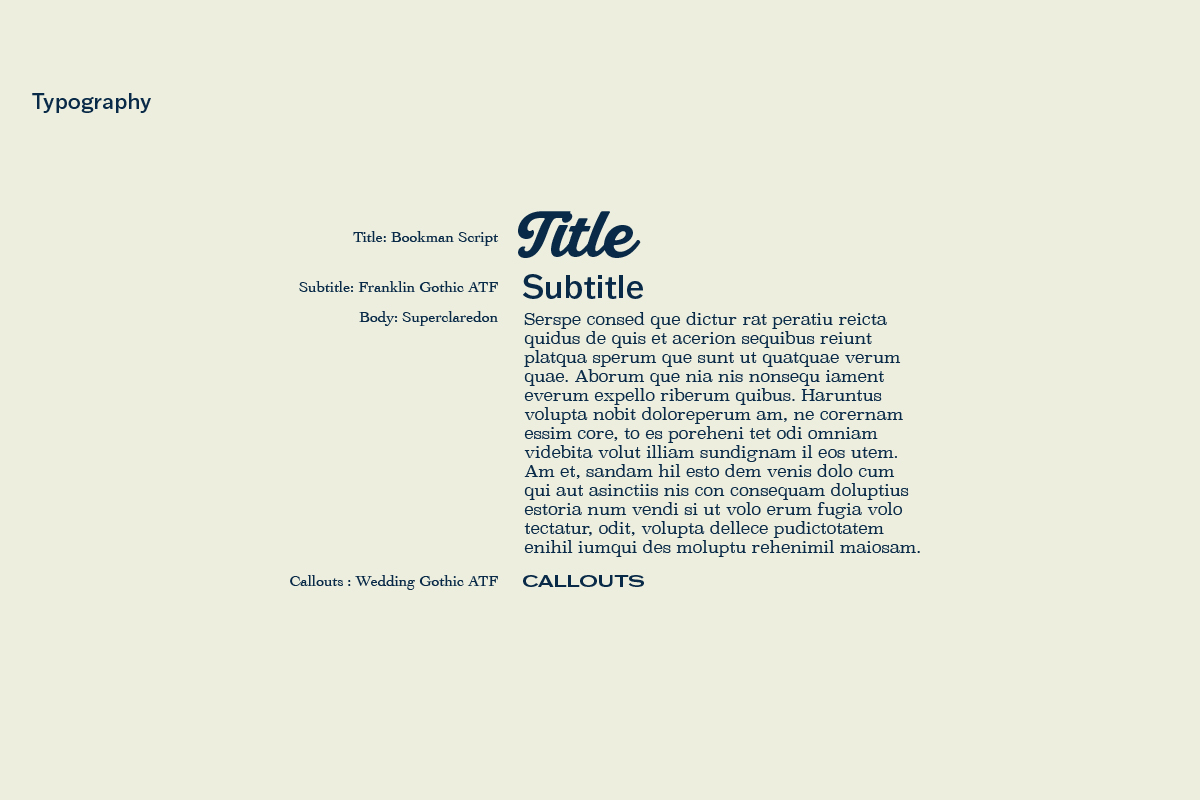 Typography
Title: Bookman Script
Title
Subtitle: Franklin Gothic ATF
Subtitle
Body: Superclaredon
Serspe consed que dictur rat peratiu reicta
quidus de quis et acerion sequibus reiunt
platqua sperum que sunt ut quatquae verum
quae. Aborum que nia nis nonsequ iament
everum expello riberum quibus. Haruntus
volupta nobit doloreperum am, ne corernam
essim core, to es poreheni tet odi omniam
videbita volut illiam sundignam il eos utem.
Am et, sandam hil esto dem venis dolo cum
qui aut asinctiis nis con consequam doluptius
estoria num vendi si ut volo erum fugia volo
tectatur, odit, volupta dellece pudictotatem
enihil iumqui des moluptu rehenimil maiosam.
Callouts : Wedding Gothic ATF
CALLOUTS